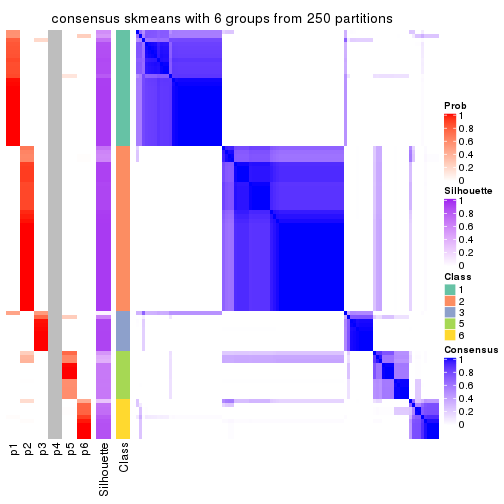 consensus skmeans with 6 groups from 250 partitions
Prob
1
0.8
0.6
0.4
0.2
0
Silhouette
1
0.8
0.6
0.4
0.2
0
Class
1
2
3
5
6
Consensus
1
0.8
0.6
0.4
0.2
0
p1
p2
p3
p4
p5
p6
Silhouette
Class